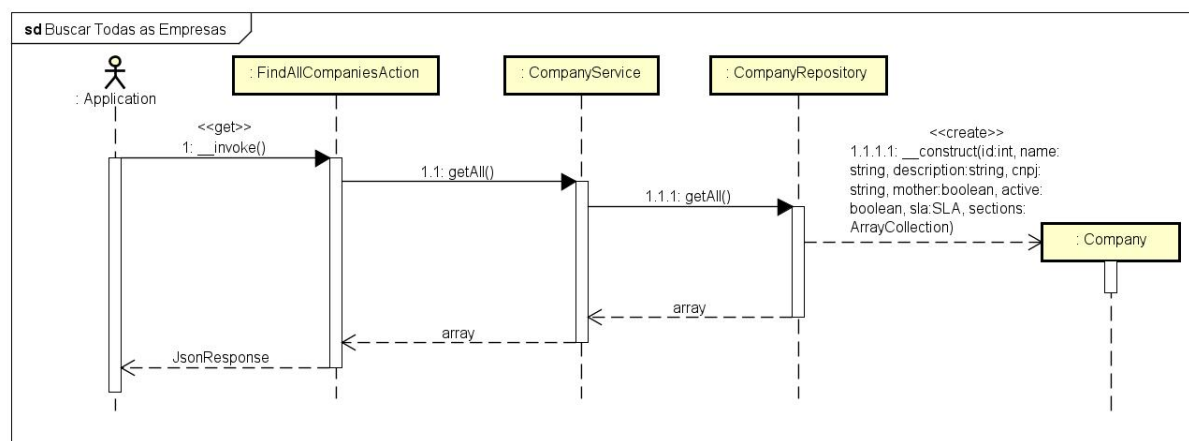 sd Buscar Todas as Empresas
: Application
: FindAllCompaniesAction
: CompanyService
: CompanyRepository
<<get>>
1: __invoke()
1.1: getAll()
1.1.1: getAll()
<<create>>
1.1.1.1: __construct(id:int, name:
string, description:string, cnpj:
string, mother:boolean, active:
boolean, sla:SLA, sections:
ArrayCollection)
: Company
array
array
JsonResponse